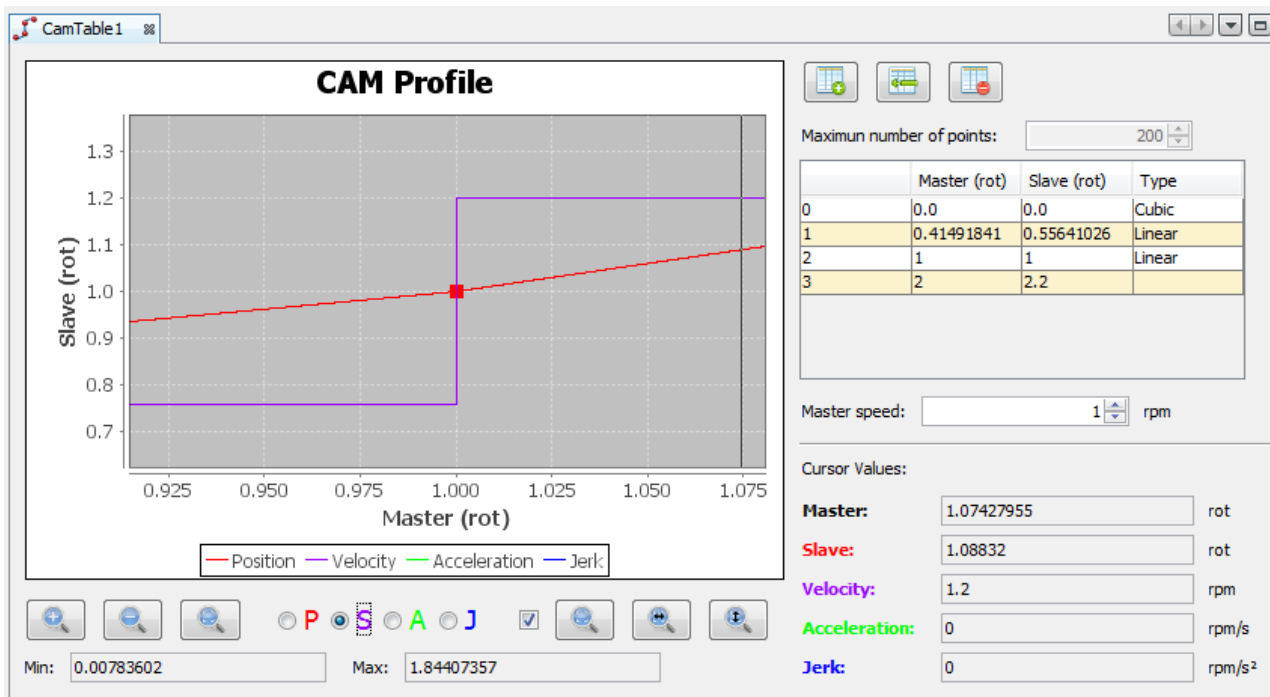 CamTable1
CAM Profile
1.3
1.2
1.1
1.0
0.9
0.8
0.7
Slave (rot)
0.925 0.950 0.975 1.000 1.025 1.050 1.075
Master (rot)
Position Velocity Acceleration Jerk
P S A J
Min: 0.00783602 Max: 1.84407357
Maximun number of points: 200
Master (rot) Slave (rot) Type
0 0.0 0.0 Cubic
1 0.41491841 0.55641026 Linear
2 1 1 Linear
3 2 2.2
Master speed: 1 rpm
Cursor Values:
Master: 1.07427955 rot
Slave: 1.08832 rot
Velocity: 1.2 rpm
Acceleration: 0 rpm/s
Jerk: 0 rpm/s²